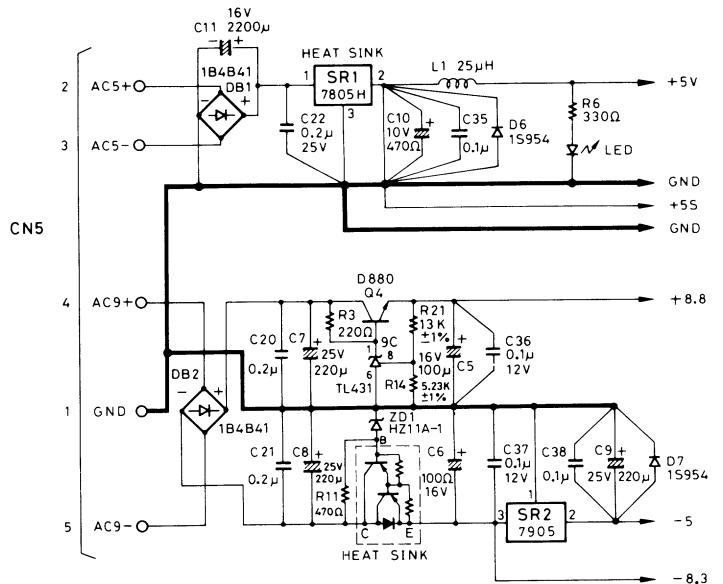 16V
C11 2200μ
− +
HEAT SINK
L1 25μH
1B4B41
DB1
− +
1 SR1 2
7805H
3
2 AC5+
3 AC5-
C22
0.2μ
25V
C10
10V
470Ω
+
C35
0.1μ
D6
1S954
R6
330Ω
LED
+5V
GND
+5S
GND
CN5
D880
Q4
4 AC9+
+8.8
R3
220Ω
R21
13K
±1%
9C
1 8
6
TL431
C20
0.2μ
C7
+
25V
220μ
16V
100μ
C5
+
C36
0.1μ
12V
R14
5.23K
±1%
DB2
− +
1B4B41
1 GND
ZD1
HZ11A-1
B
C21
0.2μ
C8
+
25V
220μ
R11
470Ω
C6
+
100Ω
16V
C37
0.1μ
12V
C38
0.1μ
C9
+
25V 220μ
D7
1S954
1
3 SR2 2
7905
C E
HEAT SINK
5 AC9-
-5
-8.3